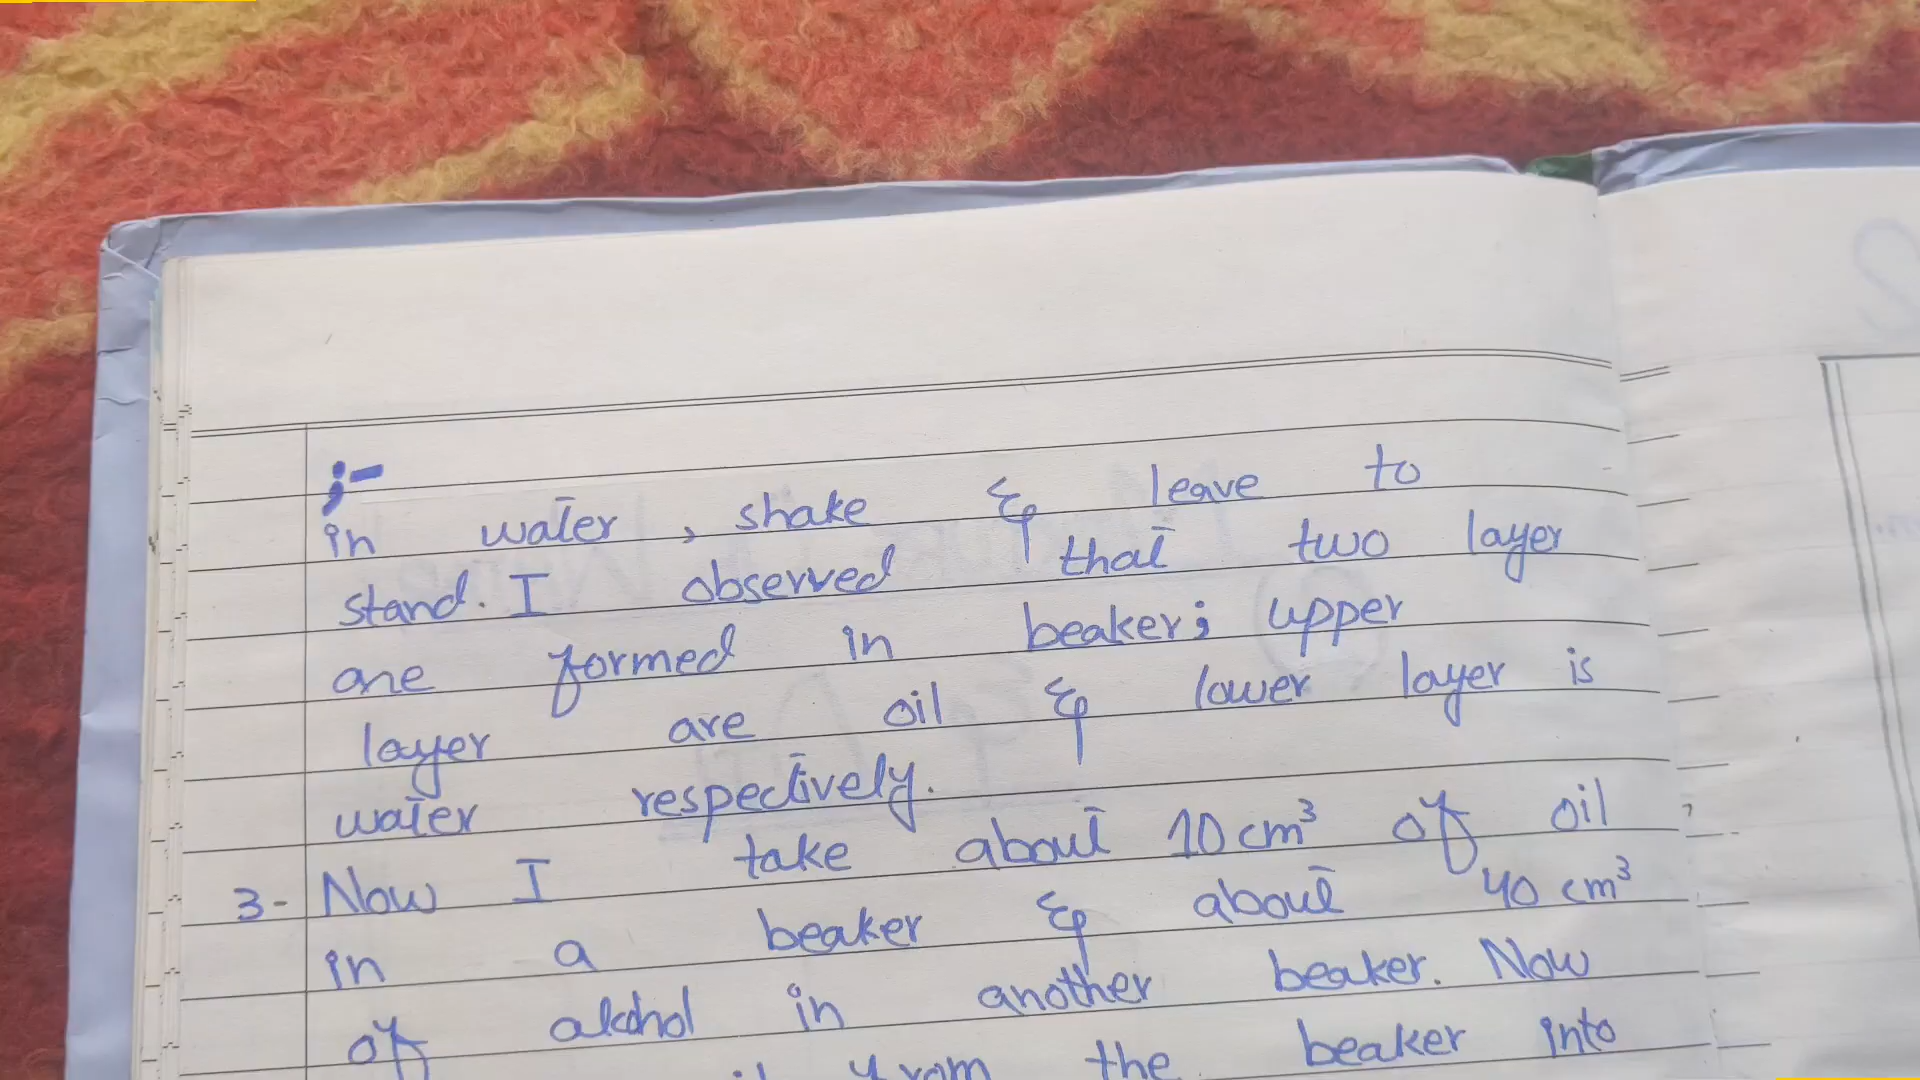 ;-
in water, shake & leave to
stand. I observed that two layer
are formed in beaker; upper
layer are oil & lower layer is
water respectively.
3- Now I take about 10 cm³ of oil
in a beaker & about 40 cm³
of alcohol in another beaker. Now
from the beaker into